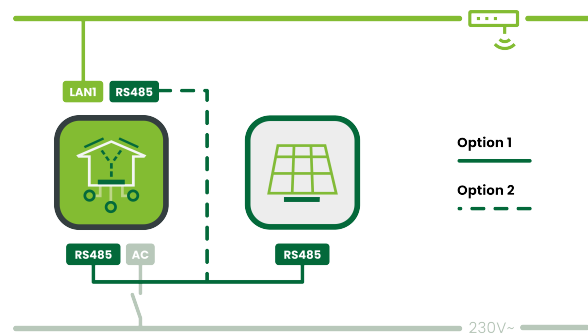 LAN1 RS485
Option 1
Option 2
RS485 AC RS485
230V~